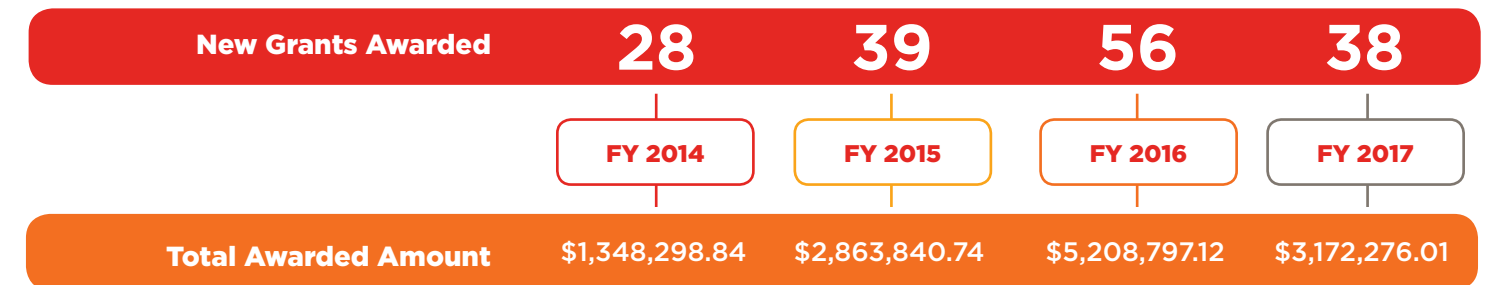 New Grants Awarded 28 39 56 38
FY 2014 FY 2015 FY 2016 FY 2017
Total Awarded Amount $1,348,298.84 $2,863,840.74 $5,208,797.12 $3,172,276.01